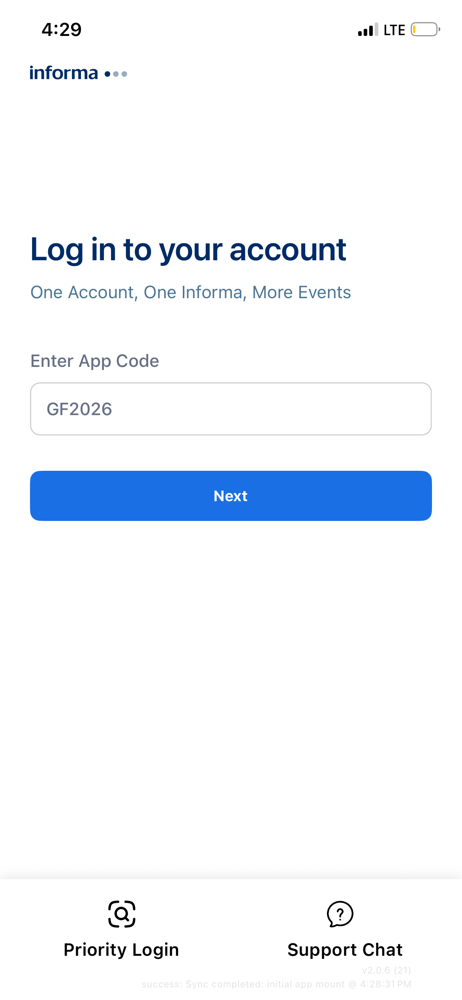 4:29
LTE
informa
Log in to your account
One Account, One Informa, More Events
Enter App Code
GF2026
Next
Priority Login
Support Chat
v2.0.6 (21)
success: Sync completed: initial app mount @ 4:28:31 PM